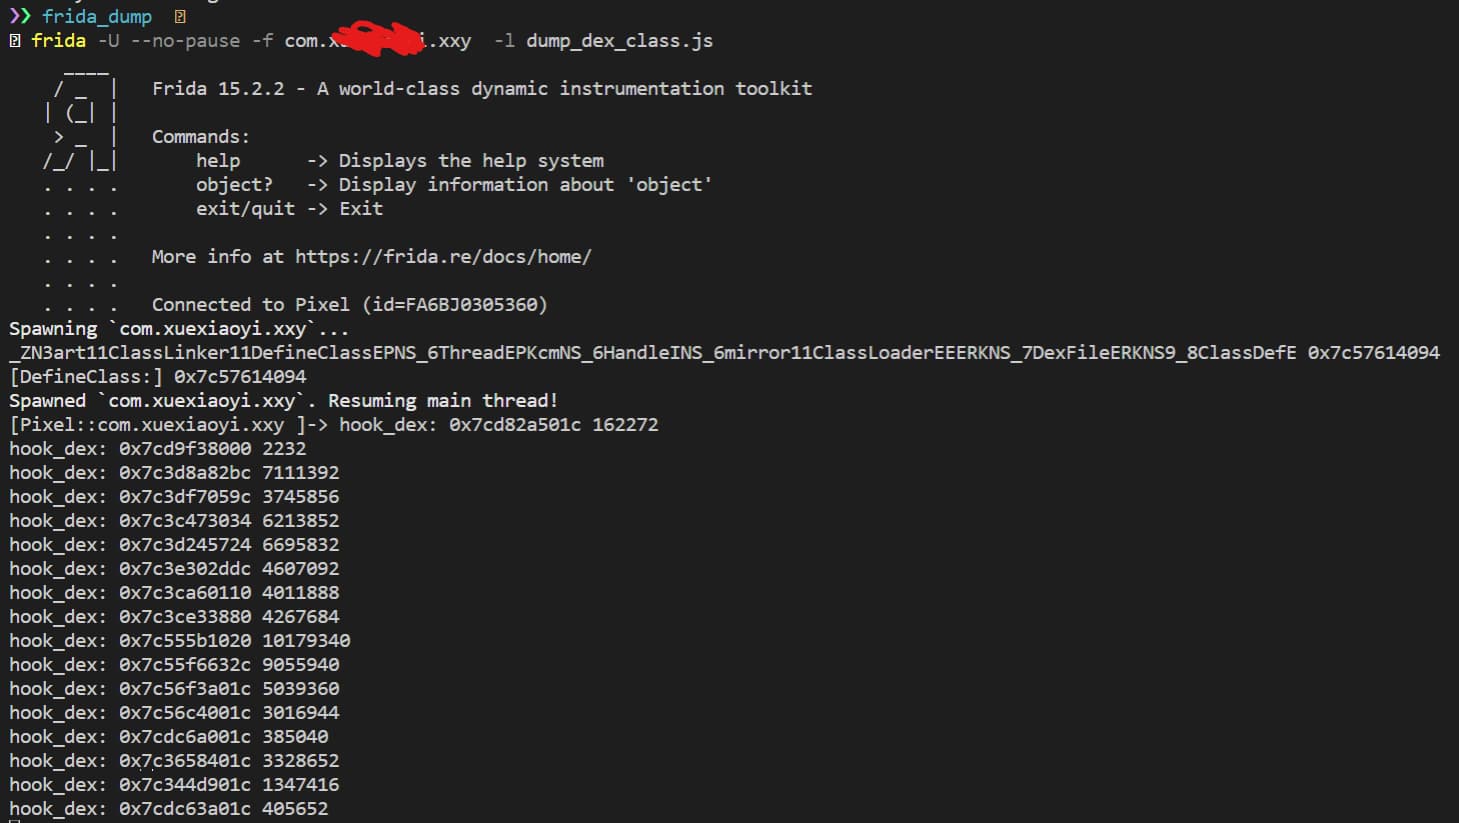 ❯❯ frida_dump
frida -U --no-pause -f com.x i.xxy -l dump_dex_class.js
____
/ _ | Frida 15.2.2 - A world-class dynamic instrumentation toolkit
| (_| |
> _ | Commands:
/_/ |_| help -> Displays the help system
. . . . object? -> Display information about 'object'
. . . . exit/quit -> Exit
. . . .
. . . . More info at https://frida.re/docs/home/
. . . .
. . . . Connected to Pixel (id=FA6BJ0305360)
Spawning `com.xuexiaoyi.xxy`...
_ZN3art11ClassLinker11DefineClassEPNS_6ThreadEPKcmNS_6HandleINS_6mirror11ClassLoaderEEERKNS_7DexFileERKNS9_8ClassDefE 0x7c57614094
[DefineClass:] 0x7c57614094
Spawned `com.xuexiaoyi.xxy`. Resuming main thread!
[Pixel::com.xuexiaoyi.xxy ]-> hook_dex: 0x7cd82a501c 162272
hook_dex: 0x7cd9f38000 2232
hook_dex: 0x7c3d8a82bc 7111392
hook_dex: 0x7c3df7059c 3745856
hook_dex: 0x7c3c473034 6213852
hook_dex: 0x7c3d245724 6695832
hook_dex: 0x7c3e302ddc 4607092
hook_dex: 0x7c3ca60110 4011888
hook_dex: 0x7c3ce33880 4267684
hook_dex: 0x7c555b1020 10179340
hook_dex: 0x7c55f6632c 9055940
hook_dex: 0x7c56f3a01c 5039360
hook_dex: 0x7c56c4001c 3016944
hook_dex: 0x7cdc6a001c 385040
hook_dex: 0x7c3658401c 3328652
hook_dex: 0x7c344d901c 1347416
hook_dex: 0x7cdc63a01c 405652